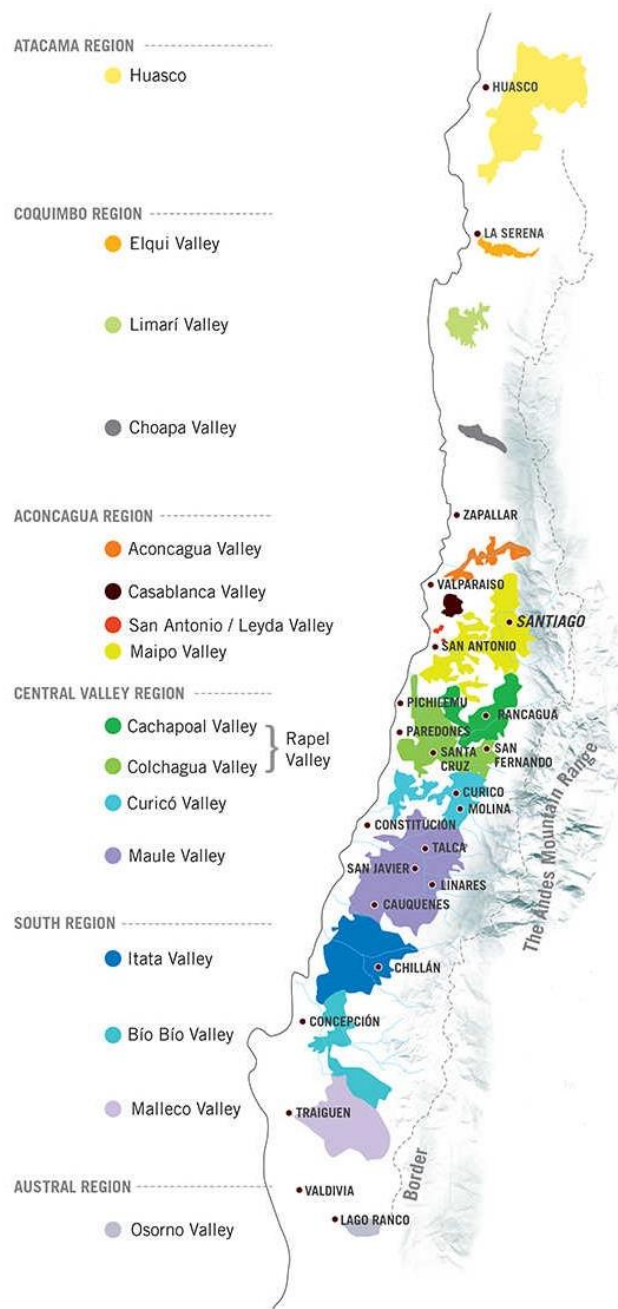 ATACAMA REGION
Huasco
COQUIMBO REGION
Elqui Valley
Limarí Valley
Choapa Valley
ACONCAGUA REGION
Aconcagua Valley
Casablanca Valley
San Antonio / Leyda Valley
Maipo Valley
CENTRAL VALLEY REGION
Cachapoal Valley
Colchagua Valley
Rapel
Valley
Curicó Valley
Maule Valley
SOUTH REGION
Itata Valley
Bío Bío Valley
Malleco Valley
AUSTRAL REGION
Osorno Valley
HUASCO
LA SERENA
ZAPALLAR
VALPARAISO
SANTIAGO
SAN ANTONIO
PICHILEMU
RANCAGUA
PAREDONES
SANTA
CRUZ
SAN
FERNANDO
CURICO
MOLINA
CONSTITUCIÓN
TALCA
SAN JAVIER
LINARES
CAUQUENES
CHILLÁN
CONCEPCIÓN
TRAIGUEN
VALDIVIA
LAGO RANCO
The Andes Mountain Range
Border